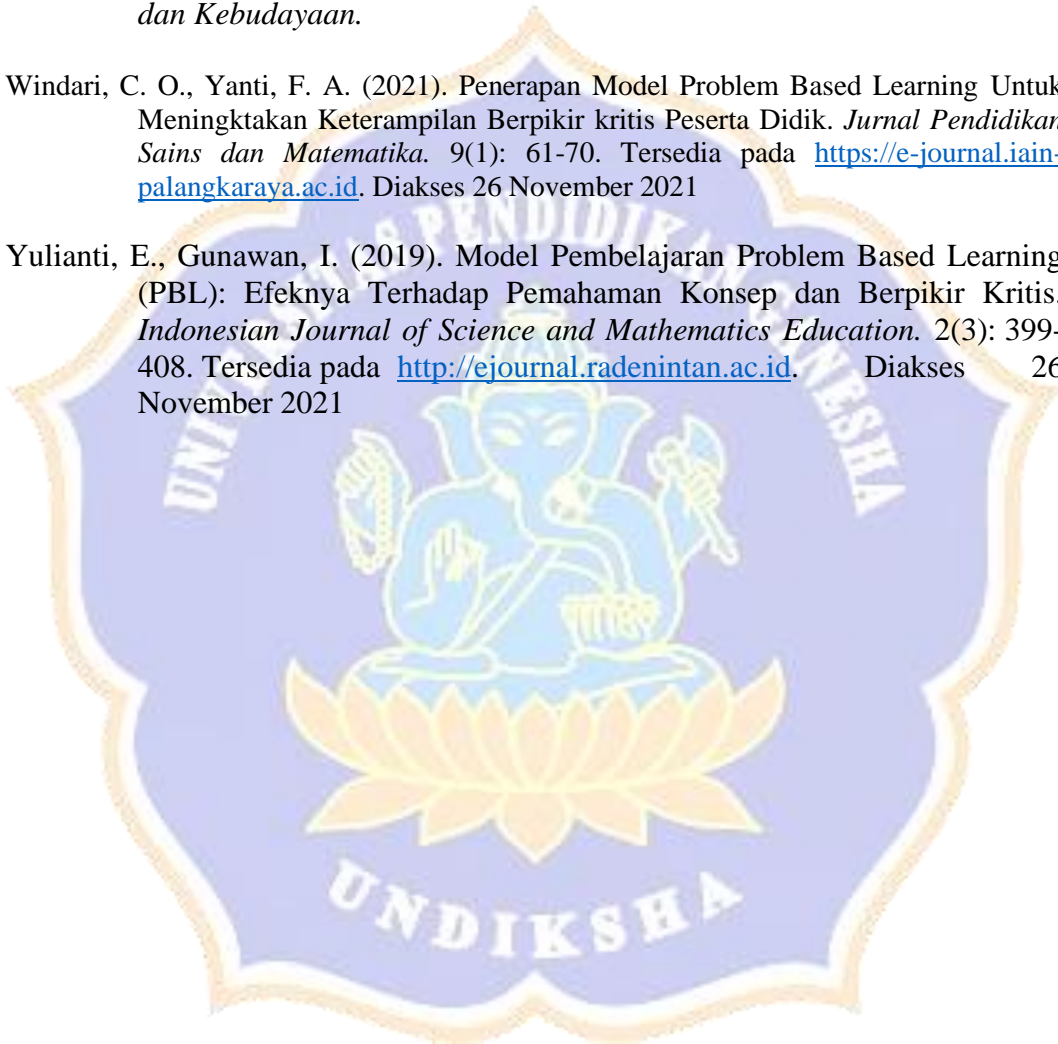 dan Kebudayaan.
Windari, C. O., Yanti, F. A. (2021). Penerapan Model Problem Based Learning Untuk
Meningktakan Keterampilan Berpikir kritis Peserta Didik. Jurnal Pendidikan
Sains dan Matematika. 9(1): 61-70. Tersedia pada https://e-journal.iain-
palangkaraya.ac.id. Diakses 26 November 2021
Yulianti, E., Gunawan, I. (2019). Model Pembelajaran Problem Based Learning
(PBL): Efeknya Terhadap Pemahaman Konsep dan Berpikir Kritis.
Indonesian Journal of Science and Mathematics Education. 2(3): 399-
408. Tersedia pada http://ejournal.radenintan.ac.id. Diakses 26
November 2021
UNIVERSITAS PENDIDIKAN GANESHA
UNDIKSHA